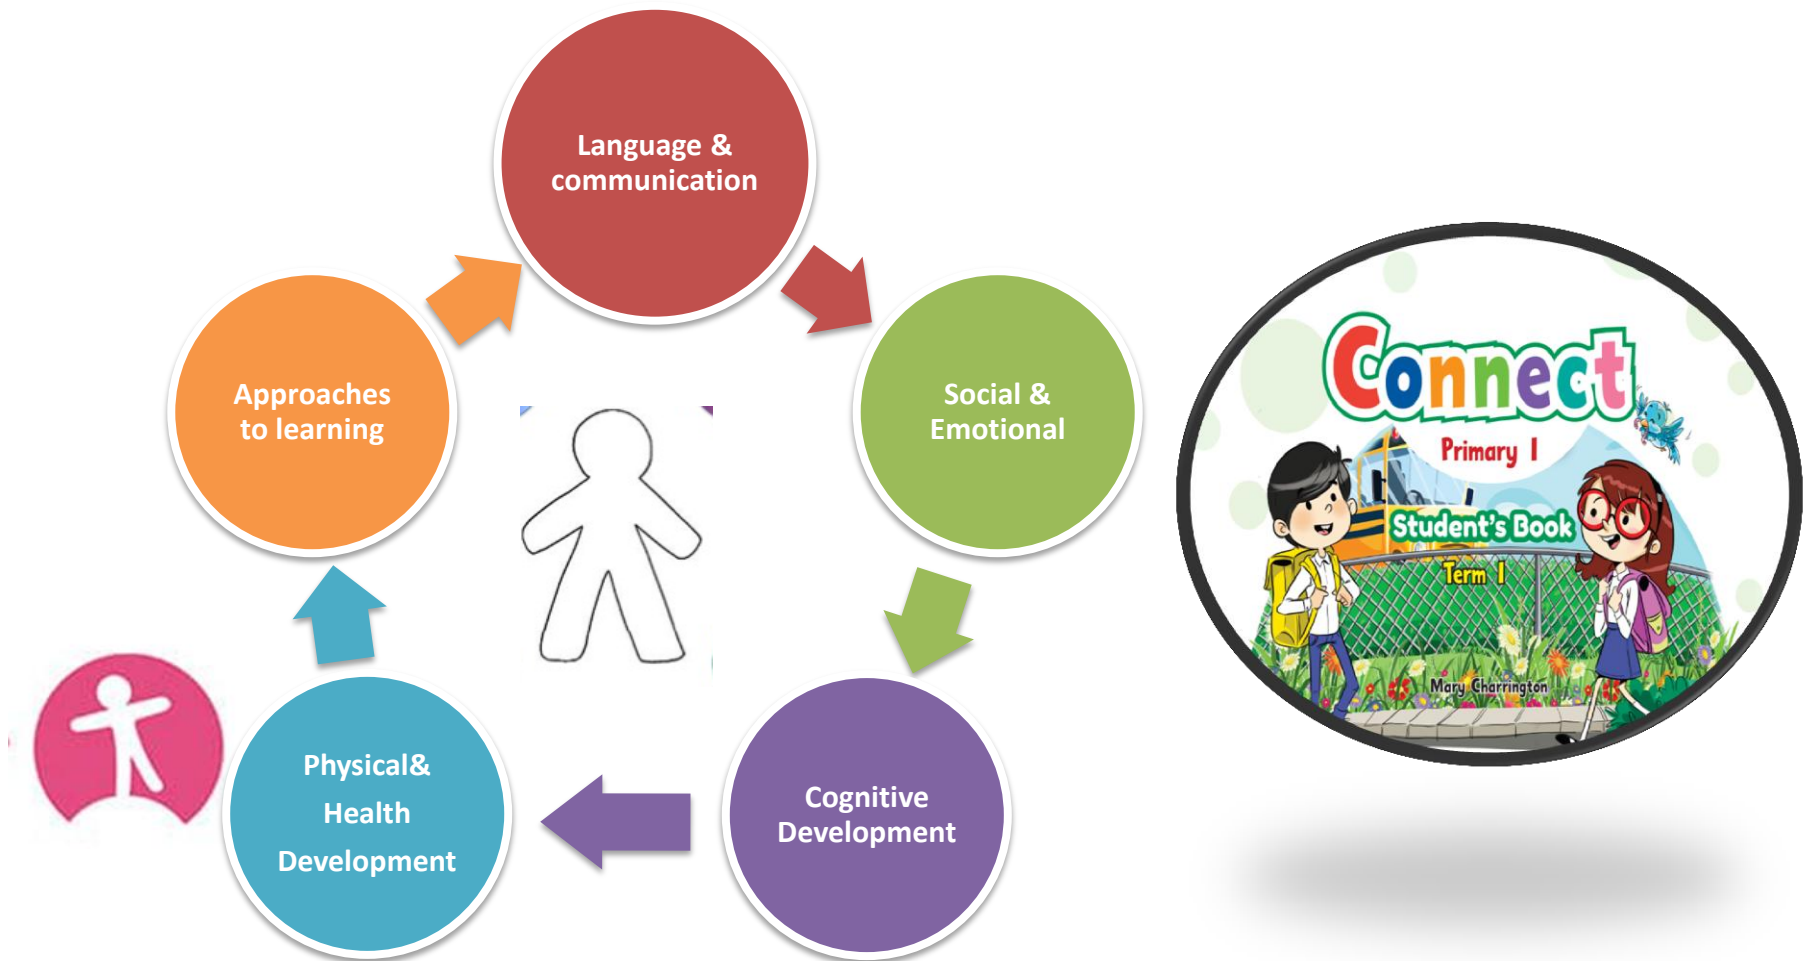 Language &
communication
Social &
Emotional
Cognitive
Development
Physical&
Health
Development
Approaches
to learning
Connect
Primary 1
Student's Book
Term 1
Mary Charrington